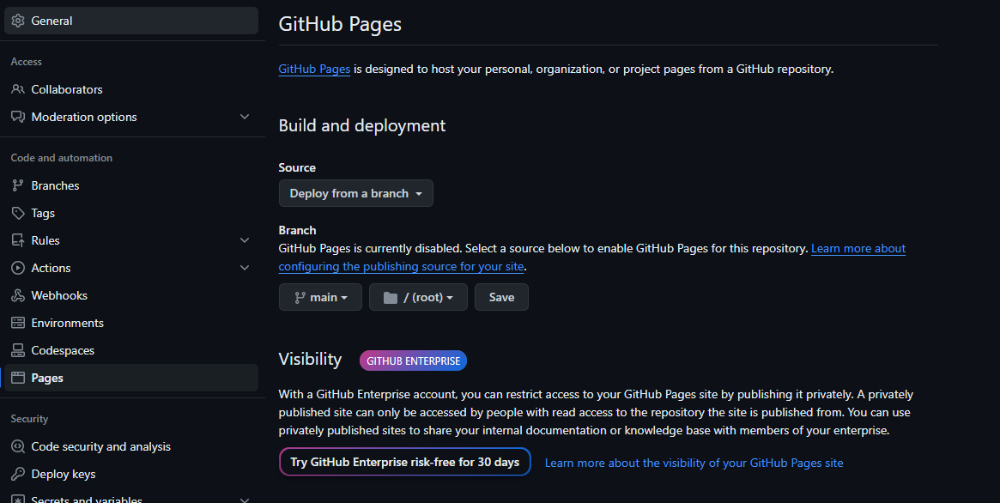 General
Access
Collaborators
Moderation options
Code and automation
Branches
Tags
Rules
Actions
Webhooks
Environments
Codespaces
Pages
Security
Code security and analysis
Deploy keys
Secrets and variables
GitHub Pages
GitHub Pages is designed to host your personal, organization, or project pages from a GitHub repository.
Build and deployment
Source
Deploy from a branch
Branch
GitHub Pages is currently disabled. Select a source below to enable GitHub Pages for this repository. Learn more about
configuring the publishing source for your site.
main / (root) Save
Visibility GITHUB ENTERPRISE
With a GitHub Enterprise account, you can restrict access to your GitHub Pages site by publishing it privately. A privately
published site can only be accessed by people with read access to the repository the site is published from. You can use
privately published sites to share your internal documentation or knowledge base with members of your enterprise.
Try GitHub Enterprise risk-free for 30 days Learn more about the visibility of your GitHub Pages site